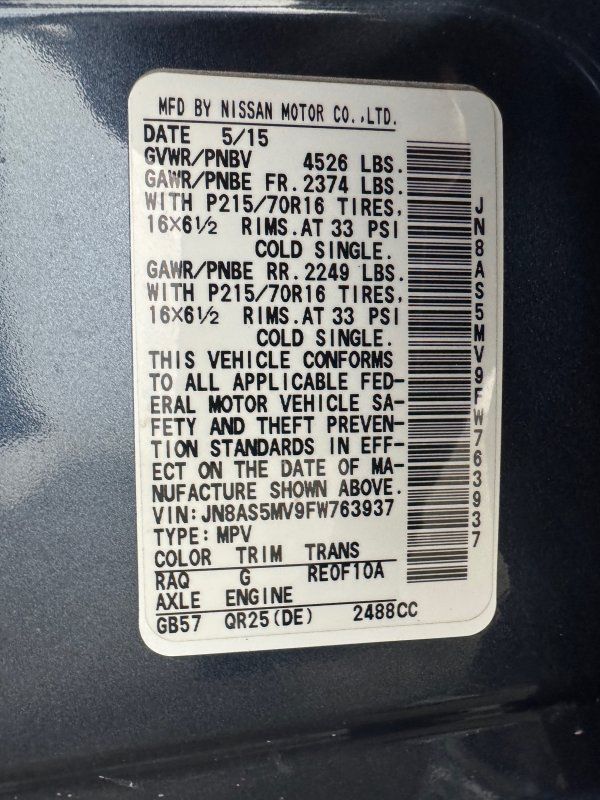 MFD BY NISSAN MOTOR CO.,LTD.
DATE 5/15
GVWR/PNBV 4526 LBS.
GAWR/PNBE FR. 2374 LBS.
WITH P215/70R16 TIRES,
16X6½ RIMS. AT 33 PSI
COLD SINGLE.
GAWR/PNBE RR. 2249 LBS.
WITH P215/70R16 TIRES,
16X6½ RIMS. AT 33 PSI
COLD SINGLE.
THIS VEHICLE CONFORMS
TO ALL APPLICABLE FED-
ERAL MOTOR VEHICLE SA-
FETY AND THEFT PREVEN-
TION STANDARDS IN EFF-
ECT ON THE DATE OF MA-
NUFACTURE SHOWN ABOVE.
VIN: JN8AS5MV9FW763937
TYPE: MPV
COLOR TRIM TRANS
RAQ G RE0F10A
AXLE ENGINE
GB57 QR25(DE) 2488CC
JN8AS5MV9FW763937